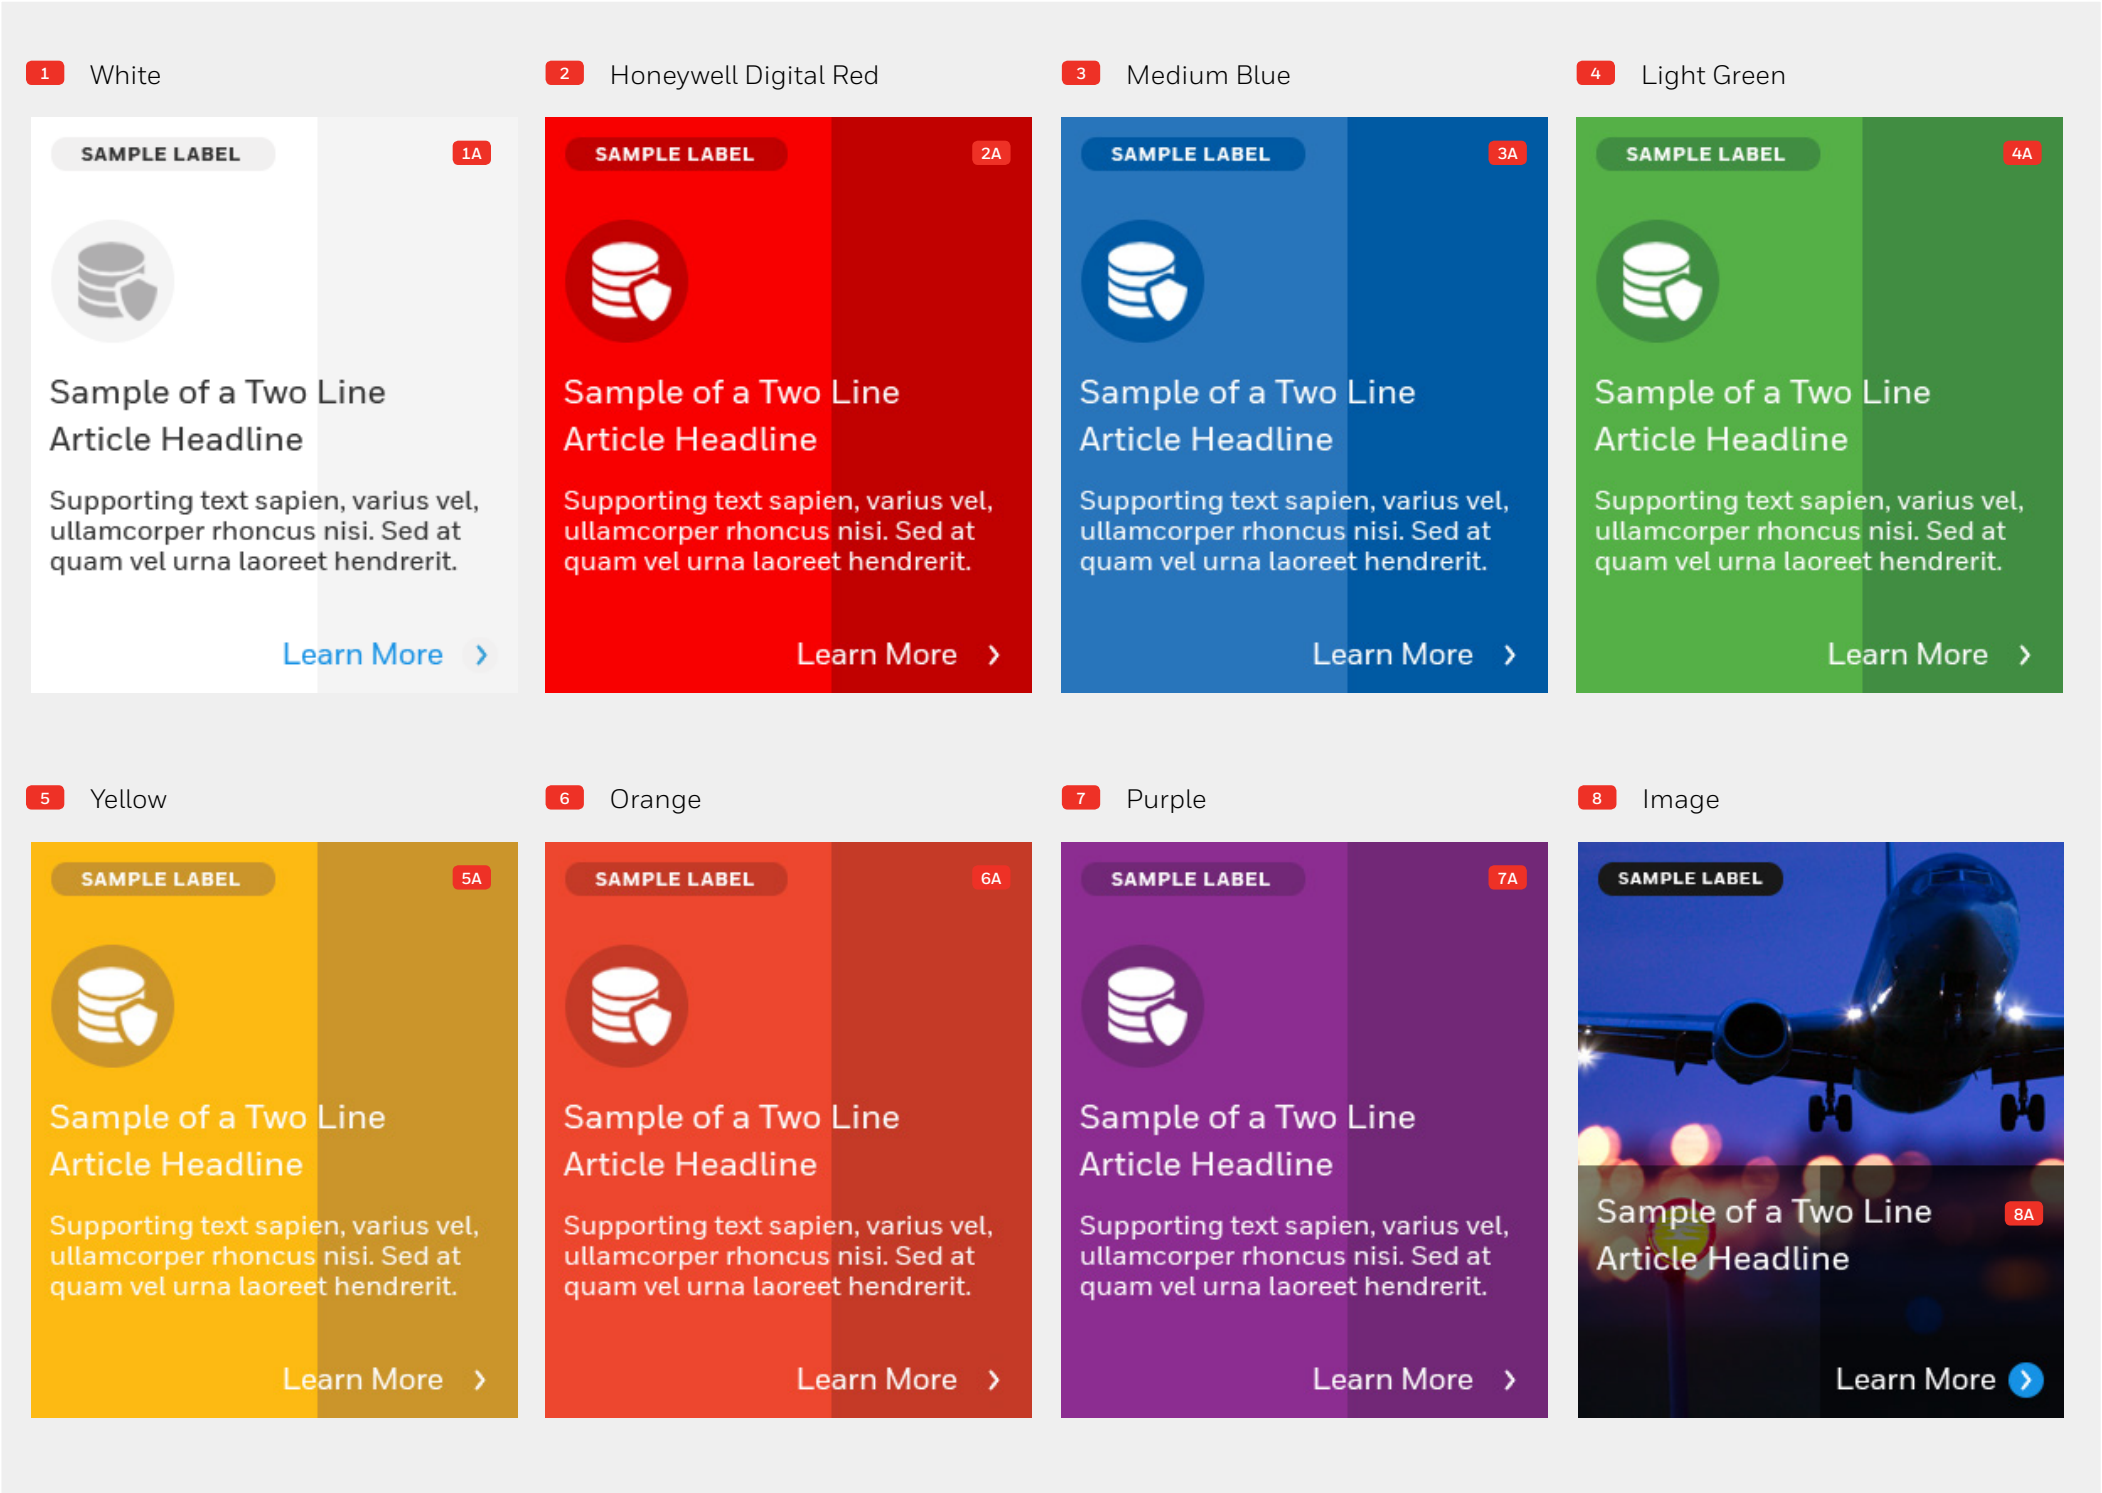 1 White
SAMPLE LABEL
1A
Sample of a Two Line
Article Headline
Supporting text sapien, varius vel,
ullamcorper rhoncus nisi. Sed at
quam vel urna laoreet hendrerit.
Learn More
2 Honeywell Digital Red
SAMPLE LABEL
2A
Sample of a Two Line
Article Headline
Supporting text sapien, varius vel,
ullamcorper rhoncus nisi. Sed at
quam vel urna laoreet hendrerit.
Learn More
3 Medium Blue
SAMPLE LABEL
3A
Sample of a Two Line
Article Headline
Supporting text sapien, varius vel,
ullamcorper rhoncus nisi. Sed at
quam vel urna laoreet hendrerit.
Learn More
4 Light Green
SAMPLE LABEL
4A
Sample of a Two Line
Article Headline
Supporting text sapien, varius vel,
ullamcorper rhoncus nisi. Sed at
quam vel urna laoreet hendrerit.
Learn More
5 Yellow
SAMPLE LABEL
5A
Sample of a Two Line
Article Headline
Supporting text sapien, varius vel,
ullamcorper rhoncus nisi. Sed at
quam vel urna laoreet hendrerit.
Learn More
6 Orange
SAMPLE LABEL
6A
Sample of a Two Line
Article Headline
Supporting text sapien, varius vel,
ullamcorper rhoncus nisi. Sed at
quam vel urna laoreet hendrerit.
Learn More
7 Purple
SAMPLE LABEL
7A
Sample of a Two Line
Article Headline
Supporting text sapien, varius vel,
ullamcorper rhoncus nisi. Sed at
quam vel urna laoreet hendrerit.
Learn More
8 Image
SAMPLE LABEL
Sample of a Two Line
8A
Article Headline
Learn More